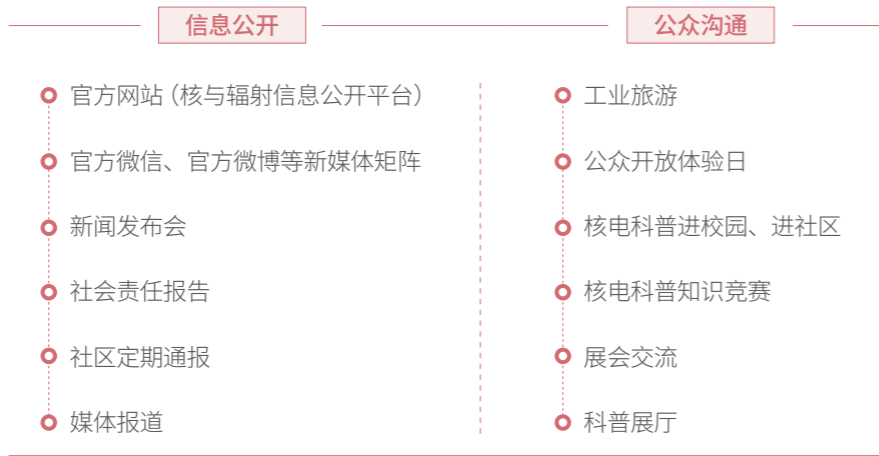 信息公开
官方网站（核与辐射信息公开平台）
官方微信、官方微博等新媒体矩阵
新闻发布会
社会责任报告
社区定期通报
媒体报道
公众沟通
工业旅游
公众开放体验日
核电科普进校园、进社区
核电科普知识竞赛
展会交流
科普展厅